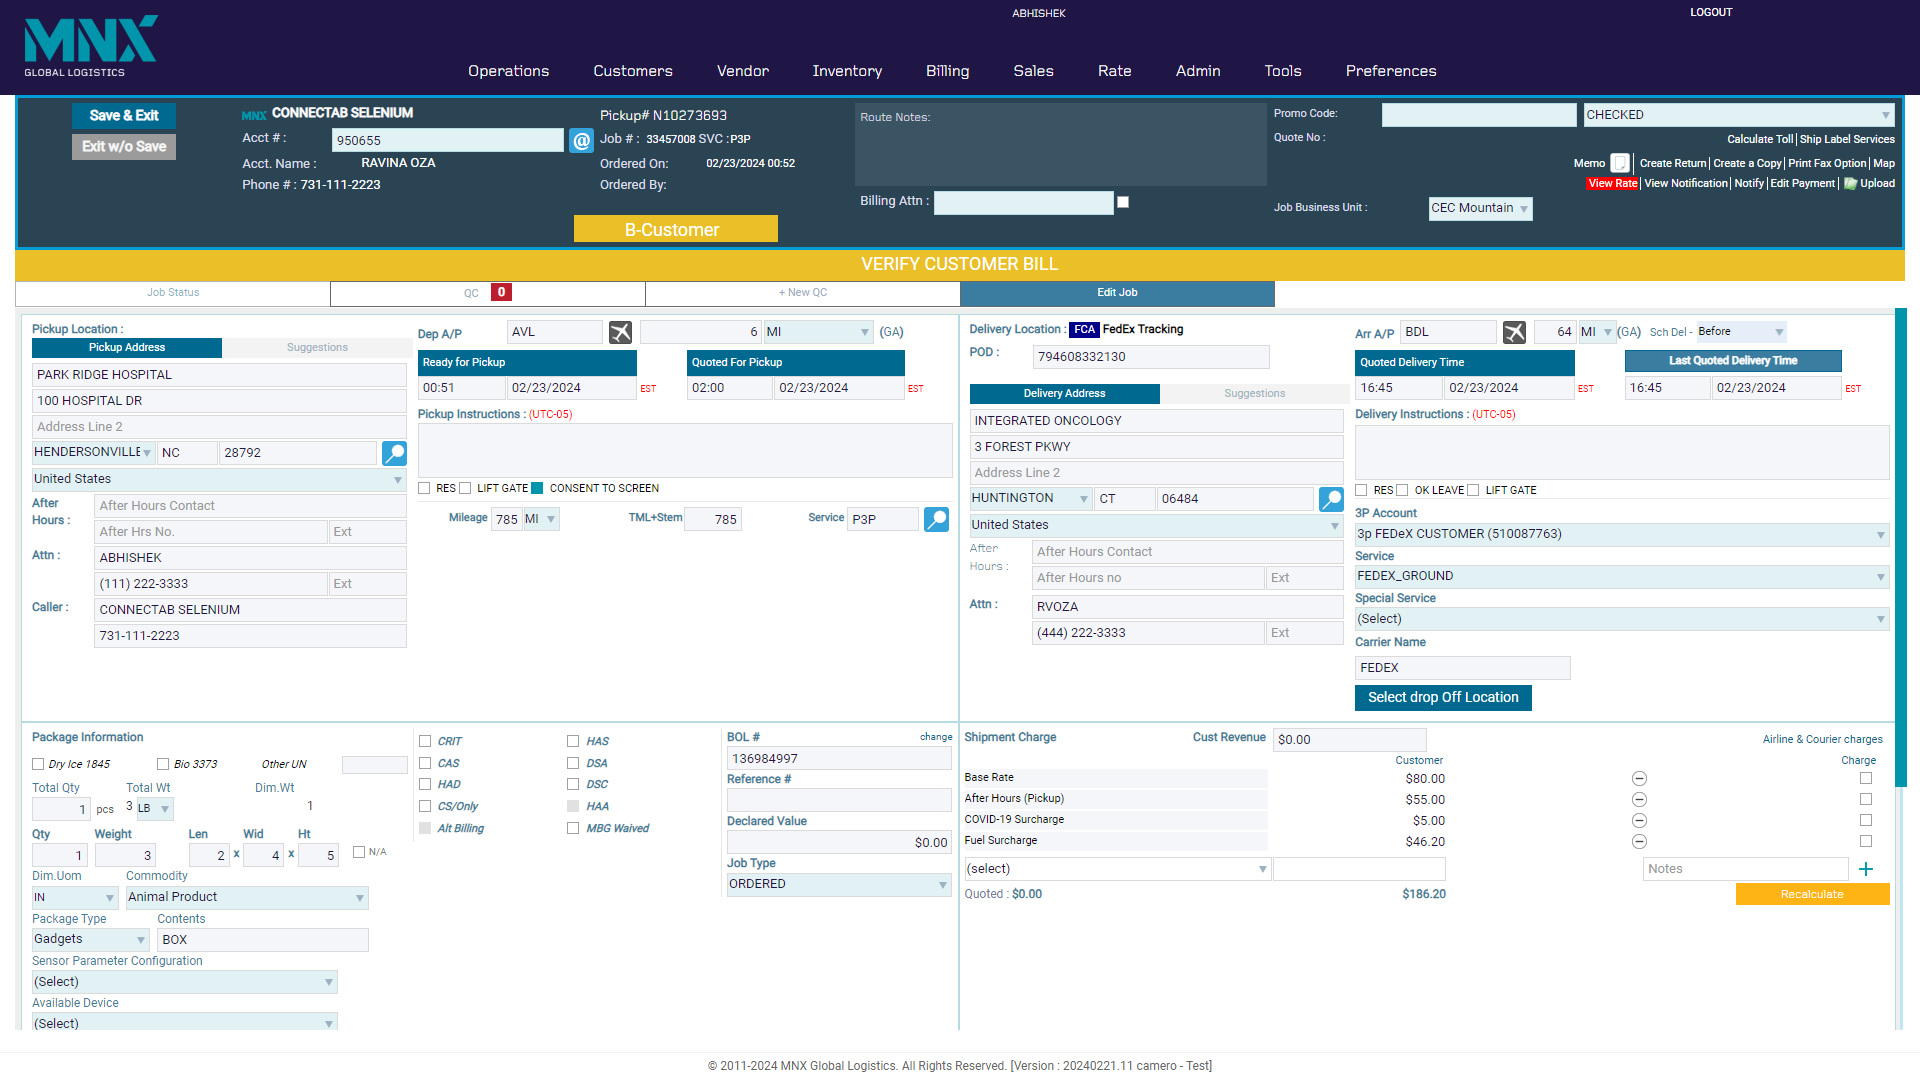 ABHISHEK
LOGOUT
MNX
GLOBAL LOGISTICS
Operations Customers Vendor Inventory Billing Sales Rate Admin Tools Preferences
Save & Exit
Exit w/o Save
MNX CONNECTAB SELENIUM
Acct # : 950655 @
Acct. Name : RAVINA OZA
Phone # : 731-111-2223
Pickup# N10273693
Job # : 33457008 SVC :P3P
Ordered On: 02/23/2024 00:52
Ordered By:
B-Customer
Route Notes:
Billing Attn :
Promo Code: CHECKED
Quote No :
Calculate Toll | Ship Label Services
Memo | Create Return | Create a Copy | Print Fax Option | Map
View Rate | View Notification | Notify | Edit Payment | Upload
Job Business Unit : CEC Mountain
VERIFY CUSTOMER BILL
Job Status QC 0 + New QC Edit Job
Pickup Location :
Pickup Address Suggestions
PARK RIDGE HOSPITAL
100 HOSPITAL DR
Address Line 2
HENDERSONVILLE NC 28792
United States
After Hours : After Hours Contact
After Hrs No. Ext
Attn : ABHISHEK
(111) 222-3333 Ext
Caller : CONNECTAB SELENIUM
731-111-2223
Dep A/P AVL 6 MI (GA)
Ready for Pickup Quoted For Pickup
00:51 02/23/2024 EST 02:00 02/23/2024 EST
Pickup Instructions : (UTC-05)
RES LIFT GATE CONSENT TO SCREEN
Mileage 785 MI TML+Stem 785 Service P3P
Delivery Location : FCA FedEx Tracking
POD : 794608332130
Delivery Address Suggestions
INTEGRATED ONCOLOGY
3 FOREST PKWY
Address Line 2
HUNTINGTON CT 06484
United States
After Hours : After Hours Contact
After Hours no Ext
Attn : RVOZA
(444) 222-3333 Ext
Arr A/P BDL 64 MI (GA) Sch Del - Before
Quoted Delivery Time Last Quoted Delivery Time
16:45 02/23/2024 EST 16:45 02/23/2024 EST
Delivery Instructions : (UTC-05)
RES OK LEAVE LIFT GATE
3P Account
3p FEDeX CUSTOMER (510087763)
Service
FEDEX_GROUND
Special Service
(Select)
Carrier Name
FEDEX
Select drop Off Location
Package Information
Dry Ice 1845 Bio 3373 Other UN
Total Qty Total Wt Dim.Wt
1 pcs 3 LB 1
Qty Weight Len Wid Ht
1 3 2 x 4 x 5 N/A
Dim.Uom Commodity
IN Animal Product
Package Type Contents
Gadgets BOX
Sensor Parameter Configuration
(Select)
Available Device
(Select)
CRIT HAS
CAS DSA
HAD DSC
CS/Only HAA
Alt Billing MBG Waived
BOL # change
136984997
Reference #
Declared Value
$0.00
Job Type
ORDERED
Shipment Charge Cust Revenue $0.00 Airline & Courier charges
Customer Charge
Base Rate $80.00
After Hours (Pickup) $55.00
COVID-19 Surcharge $5.00
Fuel Surcharge $46.20
(select) Notes
Quoted : $0.00 $186.20 Recalculate
© 2011-2024 MNX Global Logistics. All Rights Reserved. [Version : 20240221.11 camero - Test]